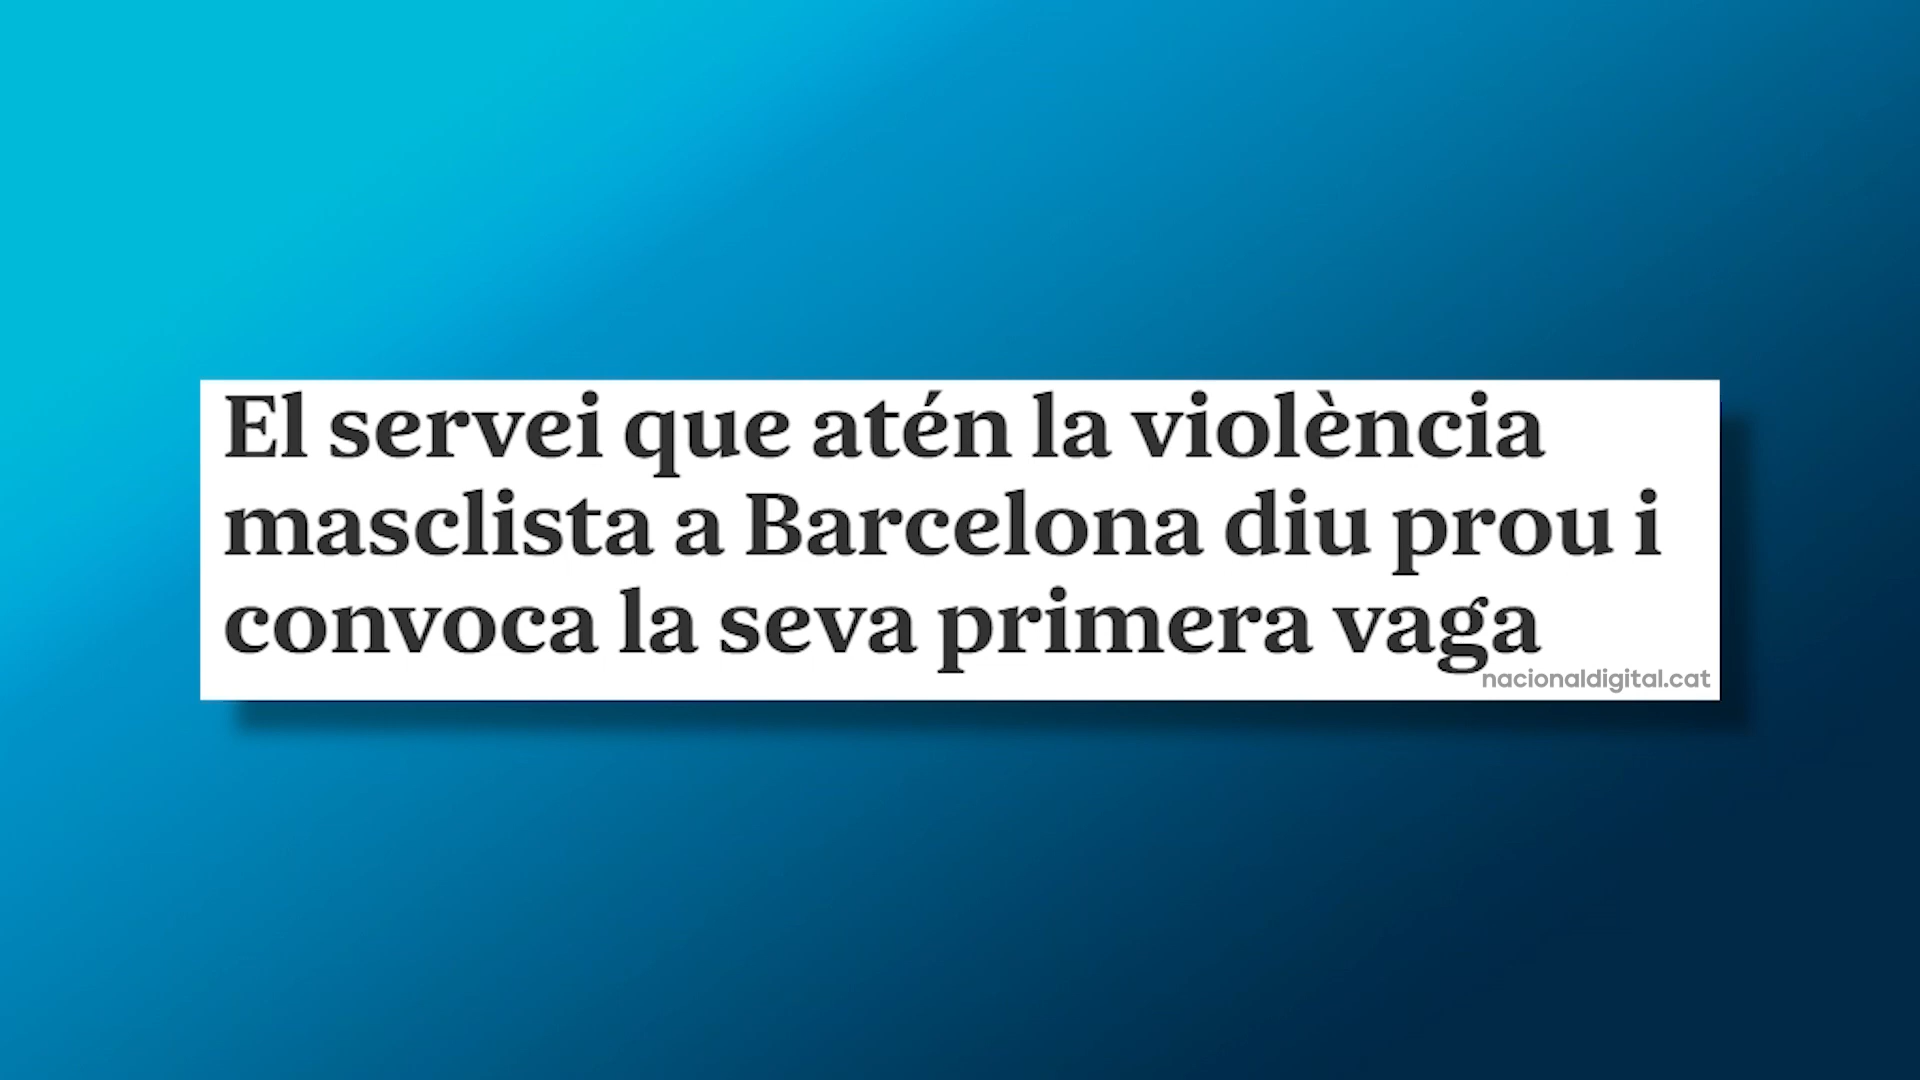 El servei que atén la violència
masclista a Barcelona diu prou i
convoca la seva primera vaga
nacionaldigital.cat